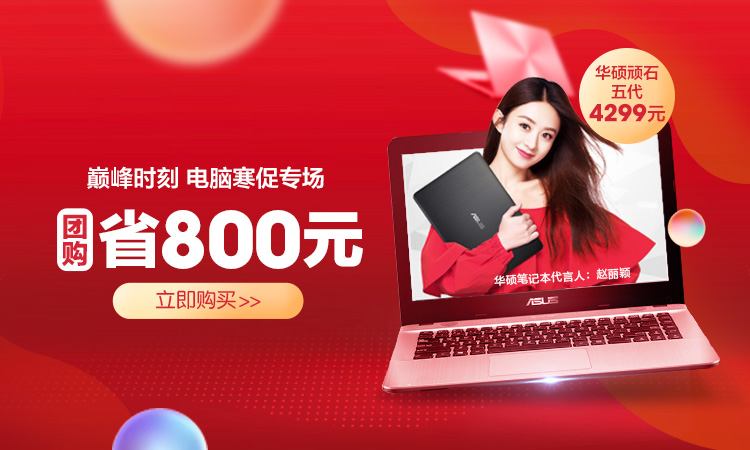 华硕顽石
五代
4299元
巅峰时刻 电脑寒促专场
团购
省800元
立即购买>>
ASUS
华硕笔记本代言人：赵丽颖
ASUS